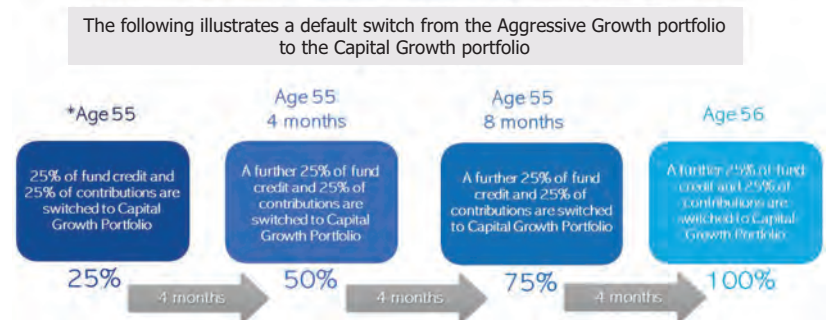 The following illustrates a default switch from the Aggressive Growth portfolio
to the Capital Growth portfolio
*Age 55
25% of fund credit and
25% of contributions are
switched to Capital
Growth Portfolio
25%
4 months
Age 55
4 months
A further 25% of fund
credit and 25% of
contributions are
switched to Capital
Growth Portfolio
50%
4 months
Age 55
8 months
A further 25% of fund
credit and 25% of
contributions are switched
to Capital Growth Portfolio
75%
4 months
Age 56
A further 25% of fund
credit and 25% of
contributions are
switched to Capital
Growth Portfolio
100%